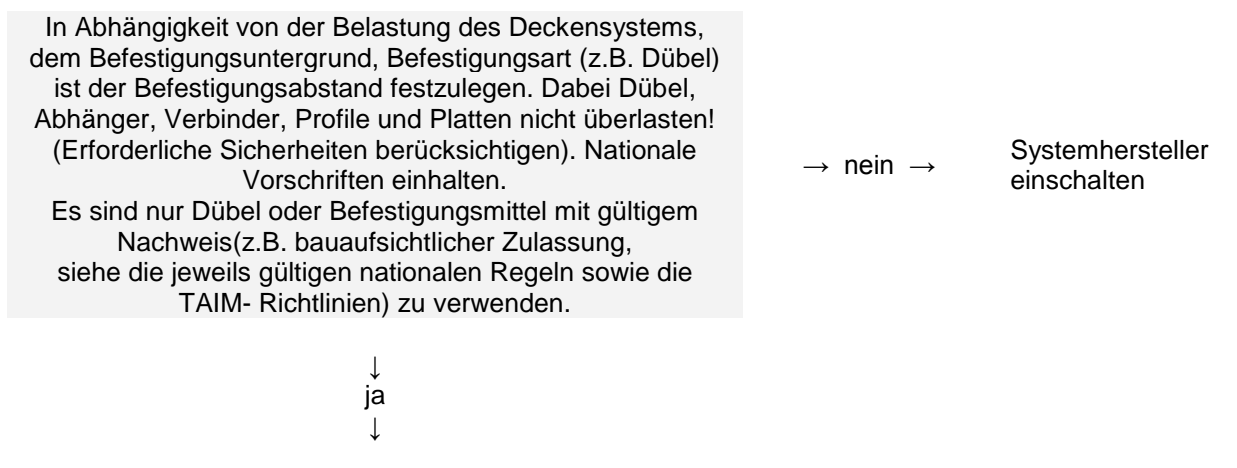 In Abhängigkeit von der Belastung des Deckensystems,
dem Befestigungsuntergrund, Befestigungsart (z.B. Dübel)
ist der Befestigungsabstand festzulegen. Dabei Dübel,
Abhänger, Verbinder, Profile und Platten nicht überlasten!
(Erforderliche Sicherheiten berücksichtigen). Nationale
Vorschriften einhalten.
Es sind nur Dübel oder Befestigungsmittel mit gültigem
Nachweis(z.B. bauaufsichtlicher Zulassung,
siehe die jeweils gültigen nationalen Regeln sowie die
TAIM- Richtlinien) zu verwenden.
→ nein →
Systemhersteller
einschalten
↓
ja
↓